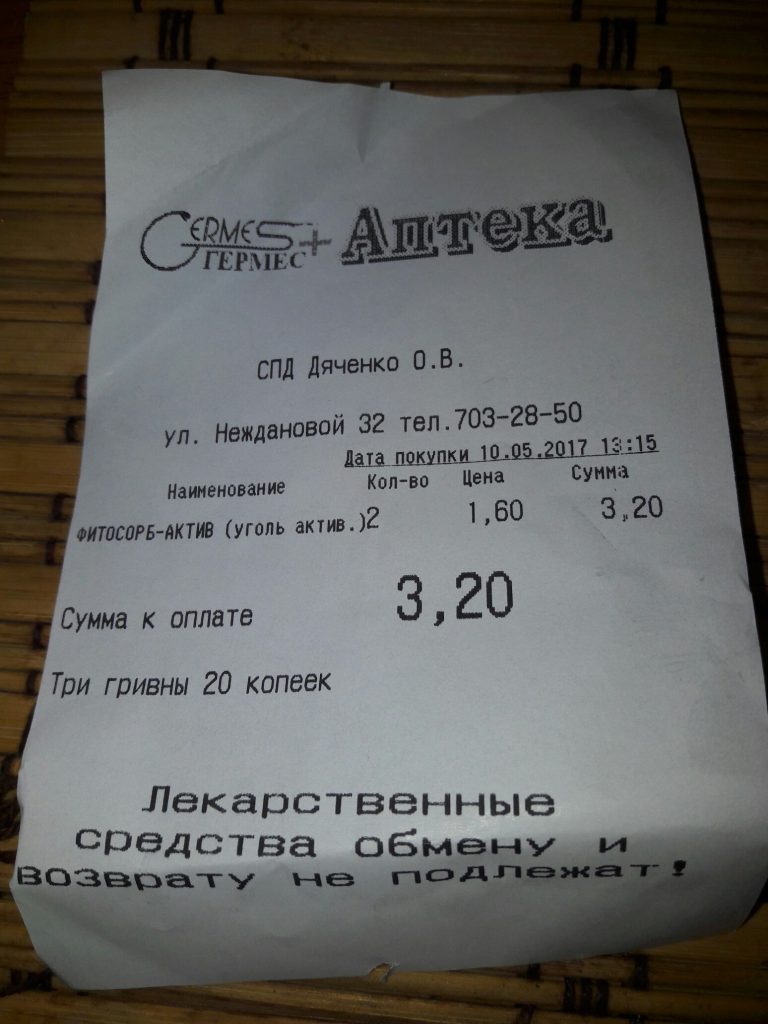 GERMES+ Аптека
ГЕРМЕС
СПД Дяченко О.В.
ул. Неждановой 32 тел.703-28-50
Дата покупки 10.05.2017 13:15
Наименование Кол-во Цена Сумма
ФИТОСОРБ-АКТИВ (уголь актив.)2 1,60 3,20
Сумма к оплате 3,20
Три гривны 20 копеек
Лекарственные
средства обмену и
возврату не подлежат!